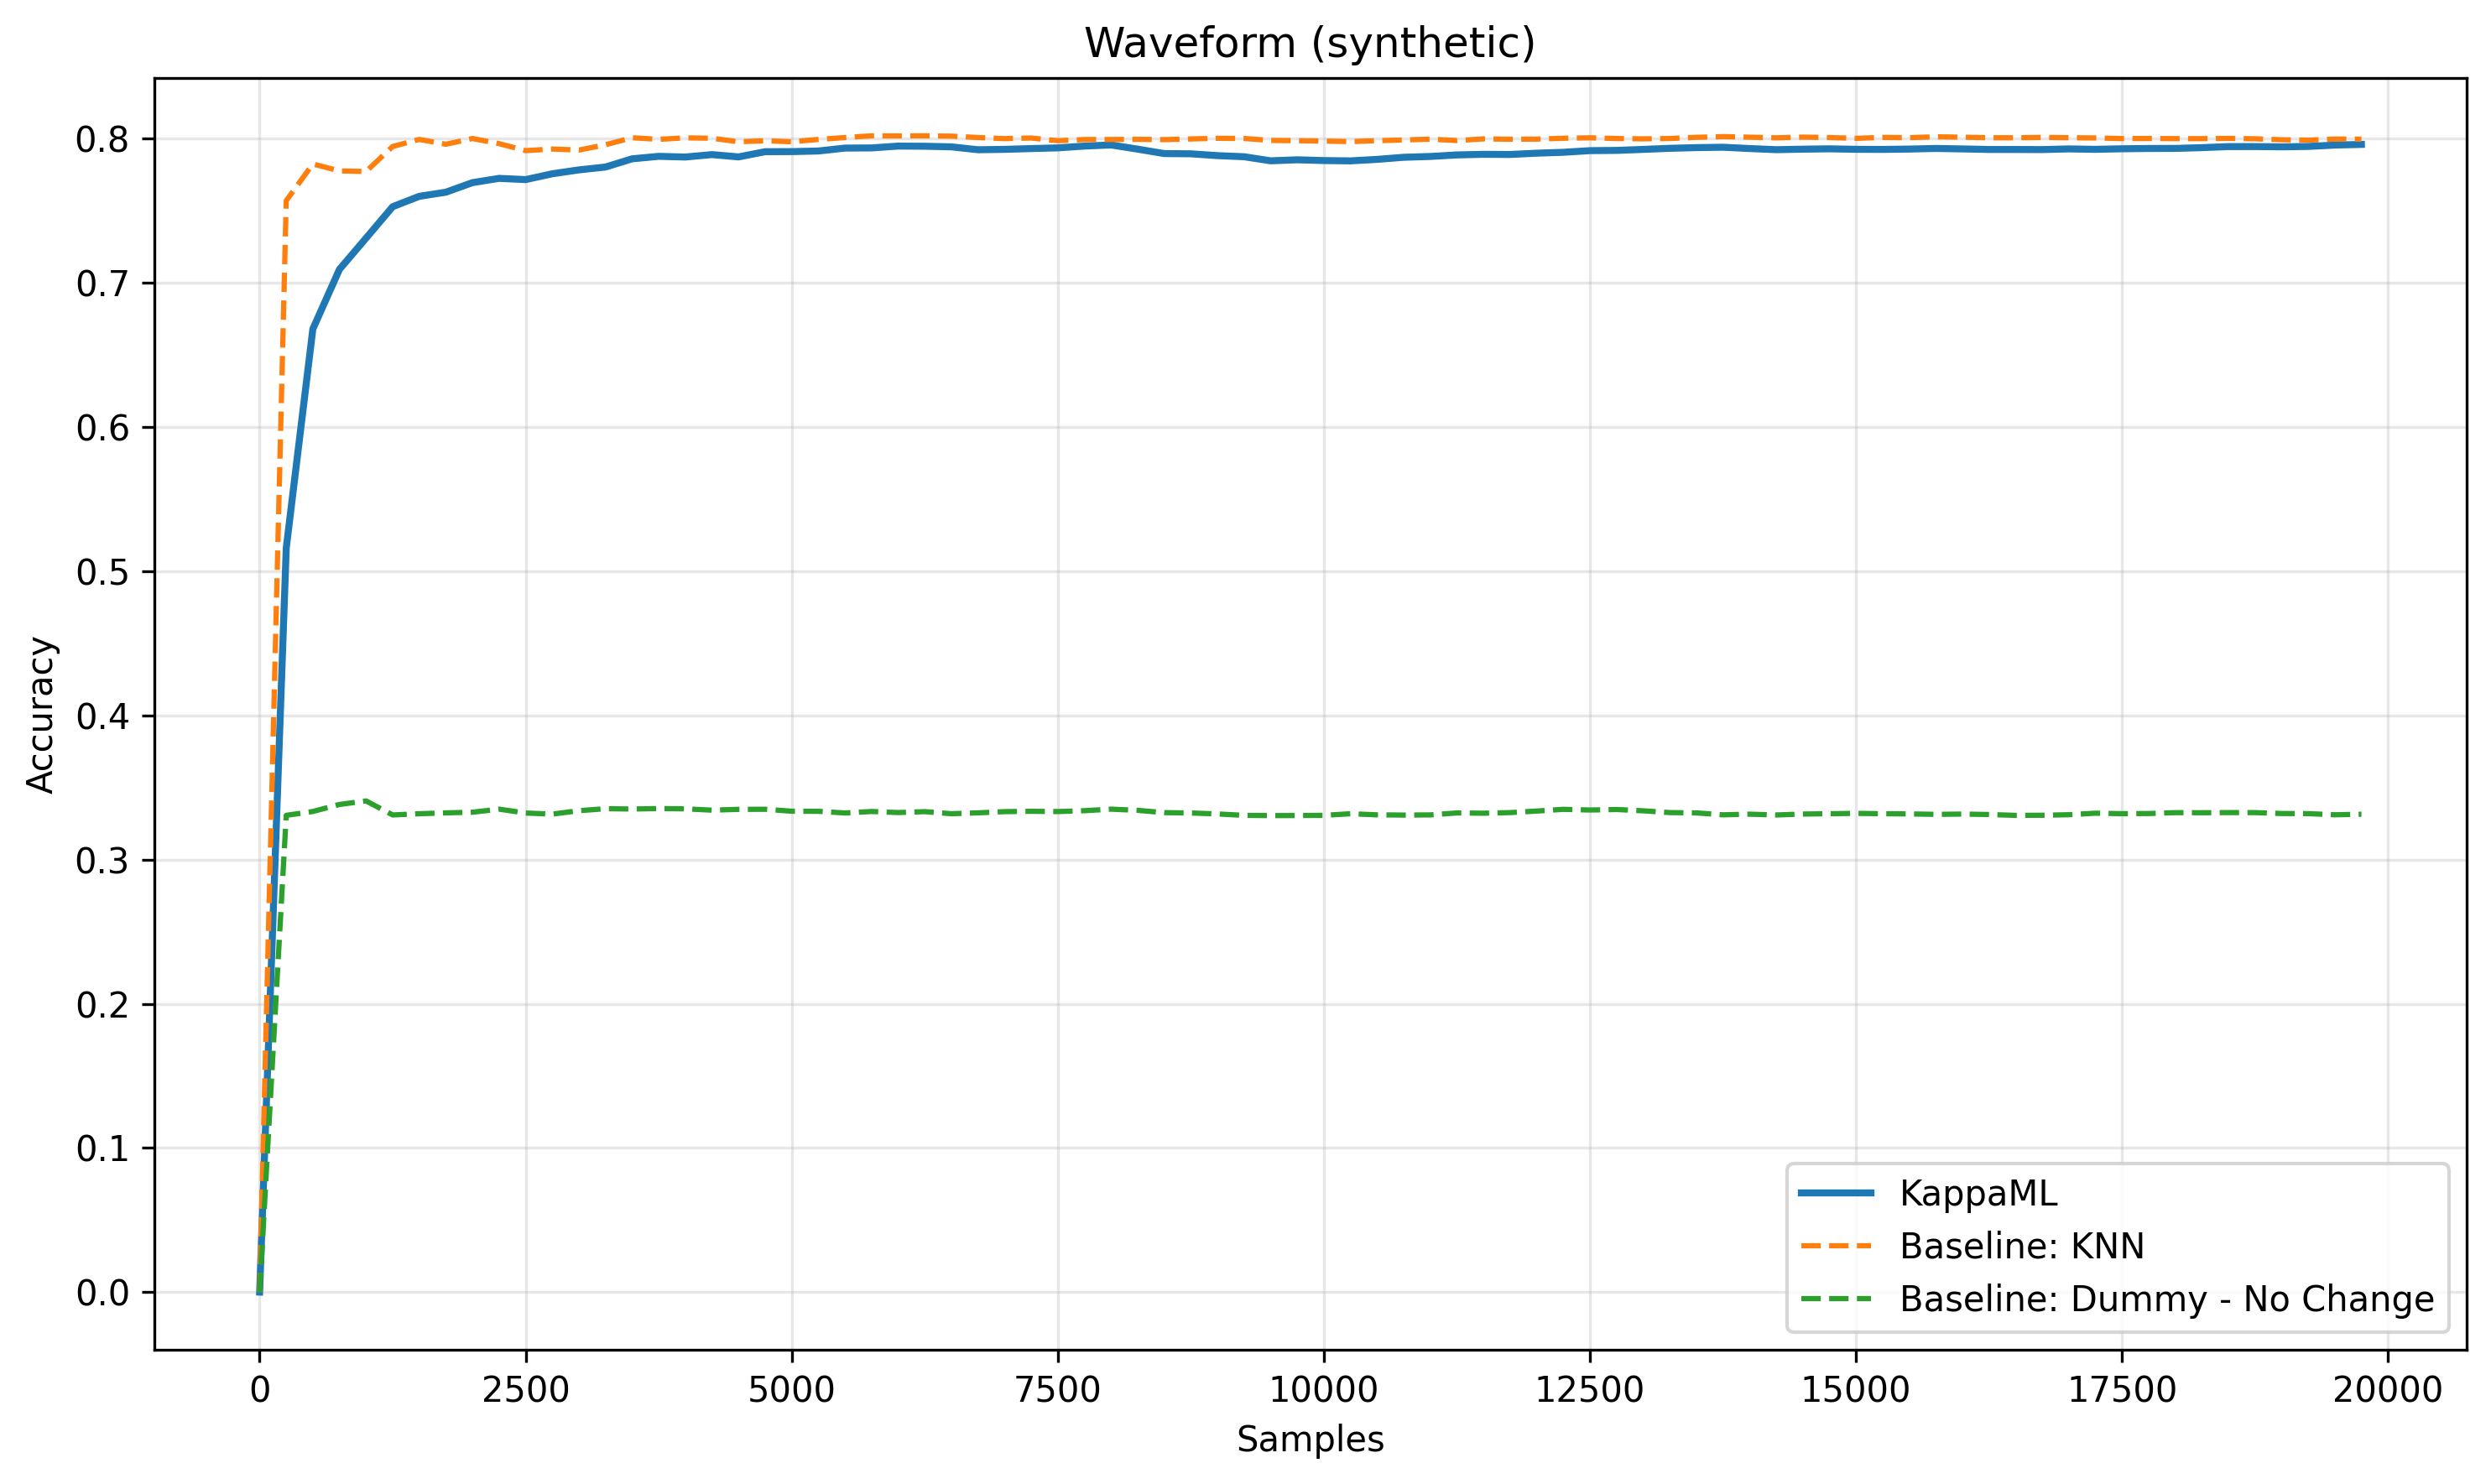 Waveform (synthetic)
0.8
0.7
0.6
0.5
0.4
0.3
0.2
0.1
0.0
Accuracy
KappaML
Baseline: KNN
Baseline: Dummy - No Change
0 2500 5000 7500 10000 12500 15000 17500 20000
Samples